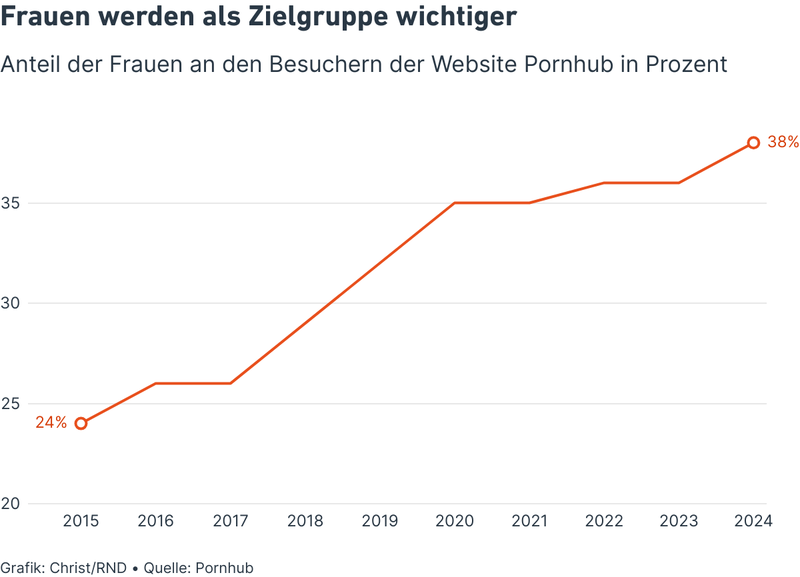 Frauen werden als Zielgruppe wichtiger
Anteil der Frauen an den Besuchern der Website Pornhub in Prozent
38%
35
30
25
24%
20
2015 2016 2017 2018 2019 2020 2021 2022 2023 2024
Grafik: Christ/RND • Quelle: Pornhub